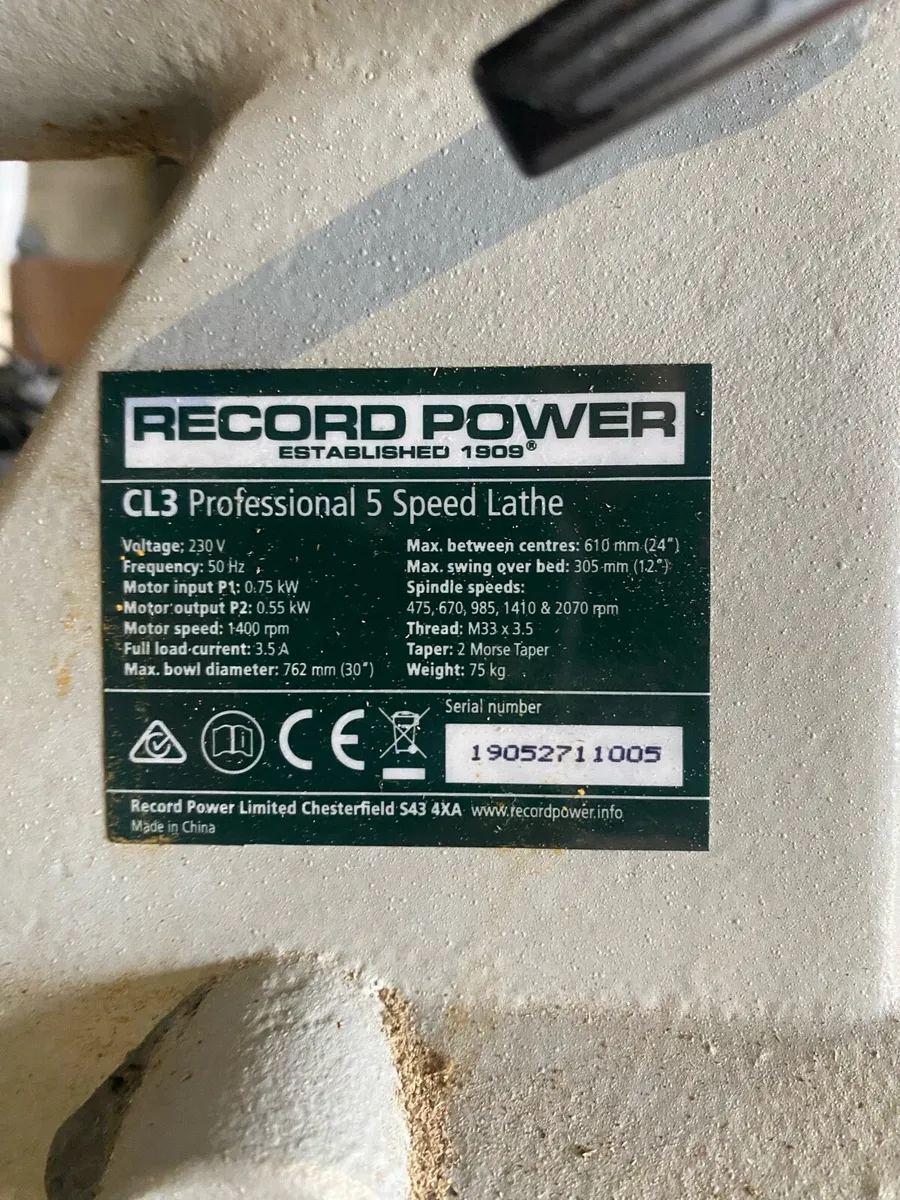 RECORD POWER
ESTABLISHED 1909®
CL3 Professional 5 Speed Lathe
Voltage: 230 V
Frequency: 50 Hz
Motor input P1: 0.75 kW
Motor output P2: 0.55 kW
Motor speed: 1400 rpm
Full load current: 3.5 A
Max. bowl diameter: 762 mm (30")
Max. between centres: 610 mm (24")
Max. swing over bed: 305 mm (12")
Spindle speeds:
475, 670, 985, 1410 & 2070 rpm
Thread: M33 x 3.5
Taper: 2 Morse Taper
Weight: 75 kg
CE
Serial number
19052711005
Record Power Limited Chesterfield S43 4XA www.recordpower.info
Made in China